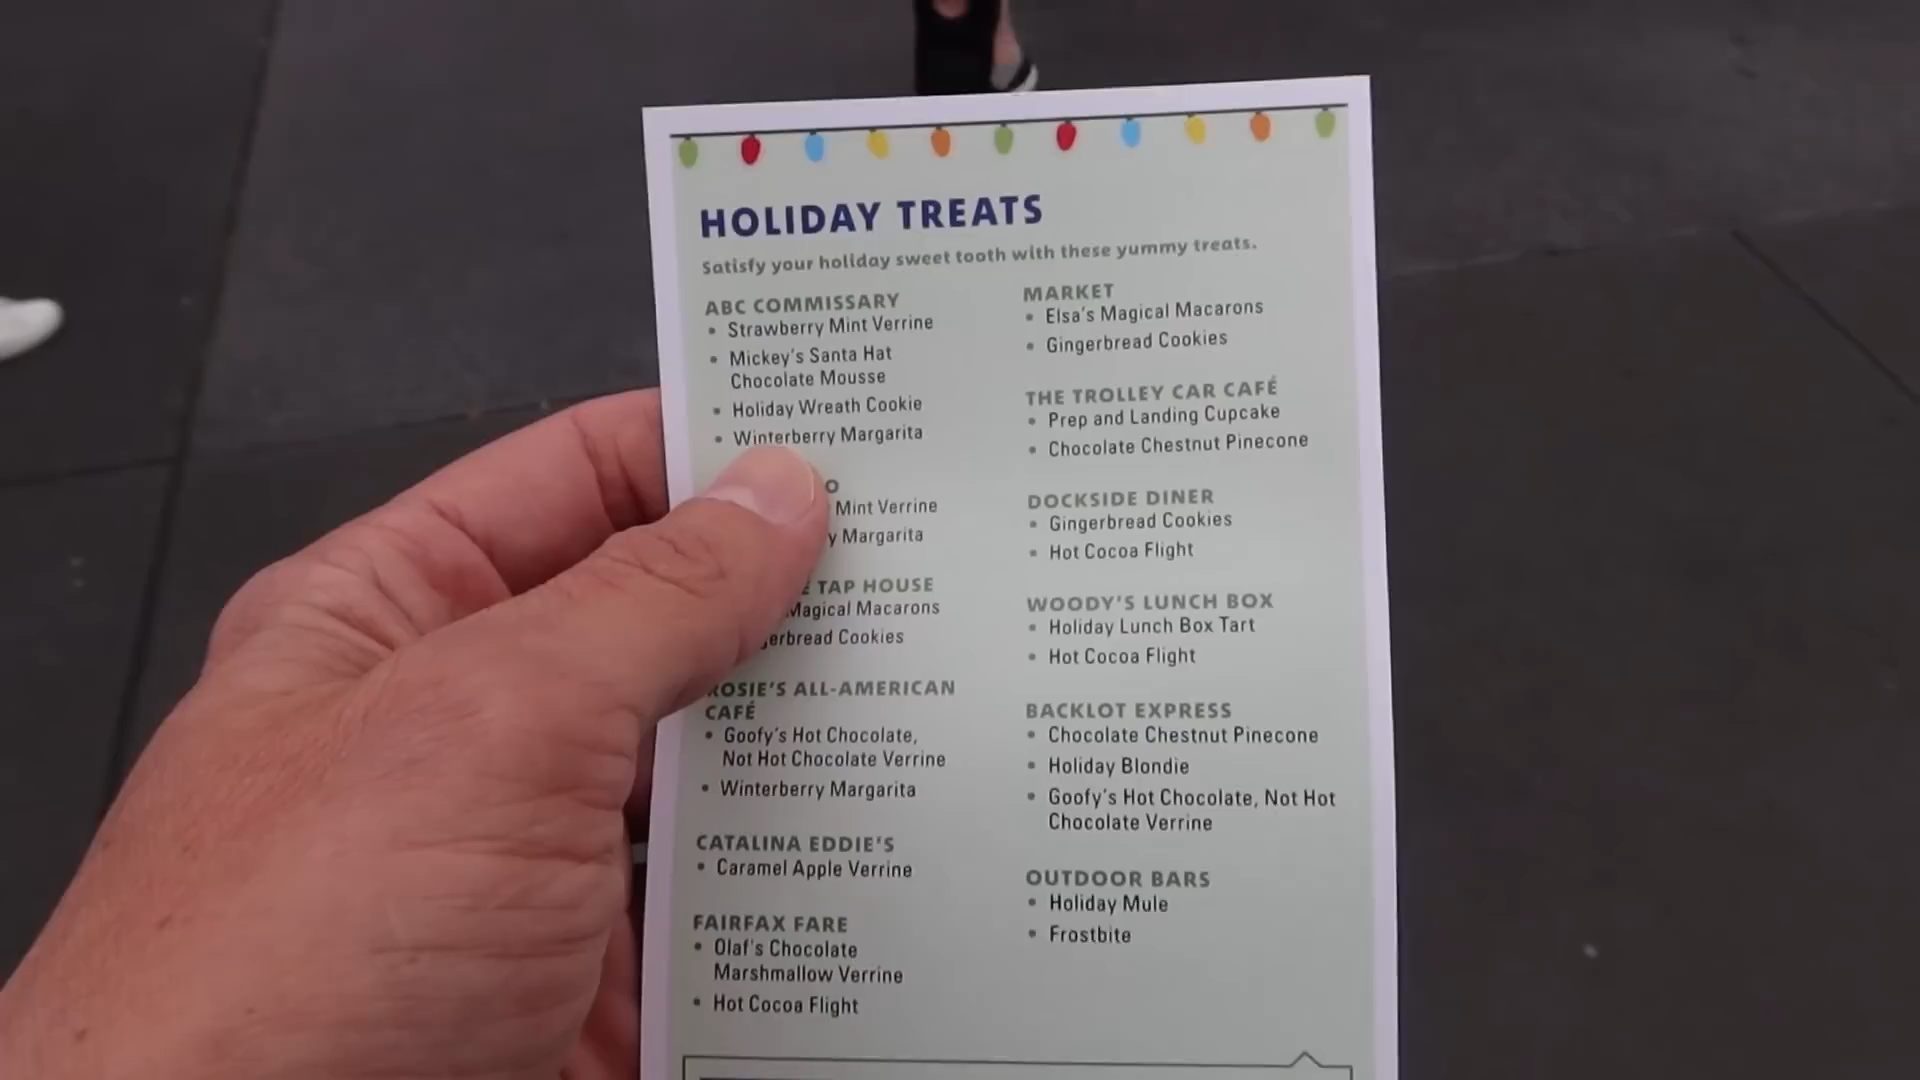 HOLIDAY TREATS
Satisfy your holiday sweet tooth with these yummy treats.
ABC COMMISSARY
• Strawberry Mint Verrine
• Mickey's Santa Hat
Chocolate Mousse
• Holiday Wreath Cookie
• Winterberry Margarita
Mint Verrine
Margarita
TAP HOUSE
Magical Macarons
Cookies
ROSIE'S ALL-AMERICAN
CAFÉ
• Goofy's Hot Chocolate,
Not Hot Chocolate Verrine
• Winterberry Margarita
CATALINA EDDIE'S
• Caramel Apple Verrine
FAIRFAX FARE
• Olaf's Chocolate
Marshmallow Verrine
• Hot Cocoa Flight
MARKET
• Elsa's Magical Macarons
• Gingerbread Cookies
THE TROLLEY CAR CAFÉ
• Prep and Landing Cupcake
• Chocolate Chestnut Pinecone
DOCKSIDE DINER
• Gingerbread Cookies
• Hot Cocoa Flight
WOODY'S LUNCH BOX
• Holiday Lunch Box Tart
• Hot Cocoa Flight
BACKLOT EXPRESS
• Chocolate Chestnut Pinecone
• Holiday Blondie
• Goofy's Hot Chocolate, Not Hot
Chocolate Verrine
OUTDOOR BARS
• Holiday Mule
• Frostbite